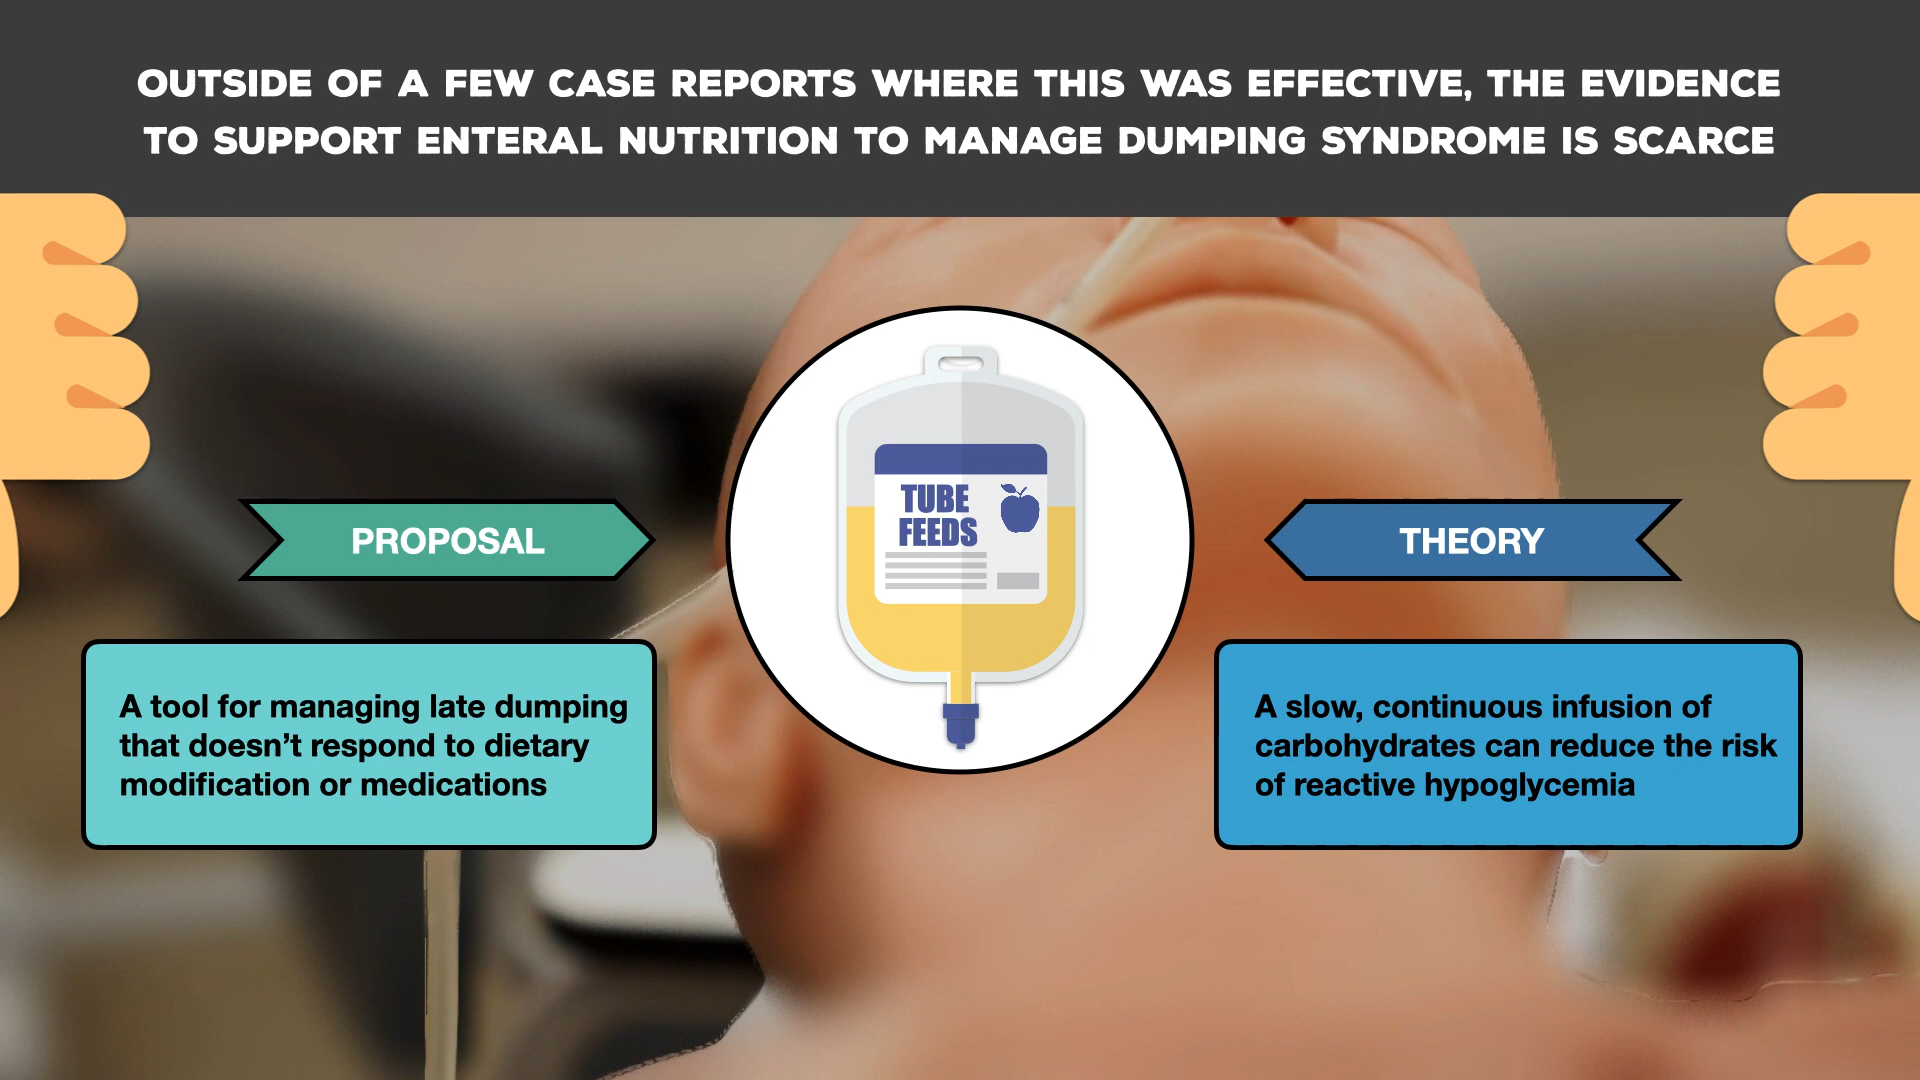 OUTSIDE OF A FEW CASE REPORTS WHERE THIS WAS EFFECTIVE, THE EVIDENCE
TO SUPPORT ENTERAL NUTRITION TO MANAGE DUMPING SYNDROME IS SCARCE
PROPOSAL
A tool for managing late dumping
that doesn’t respond to dietary
modification or medications
TUBE
FEEDS
THEORY
A slow, continuous infusion of
carbohydrates can reduce the risk
of reactive hypoglycemia